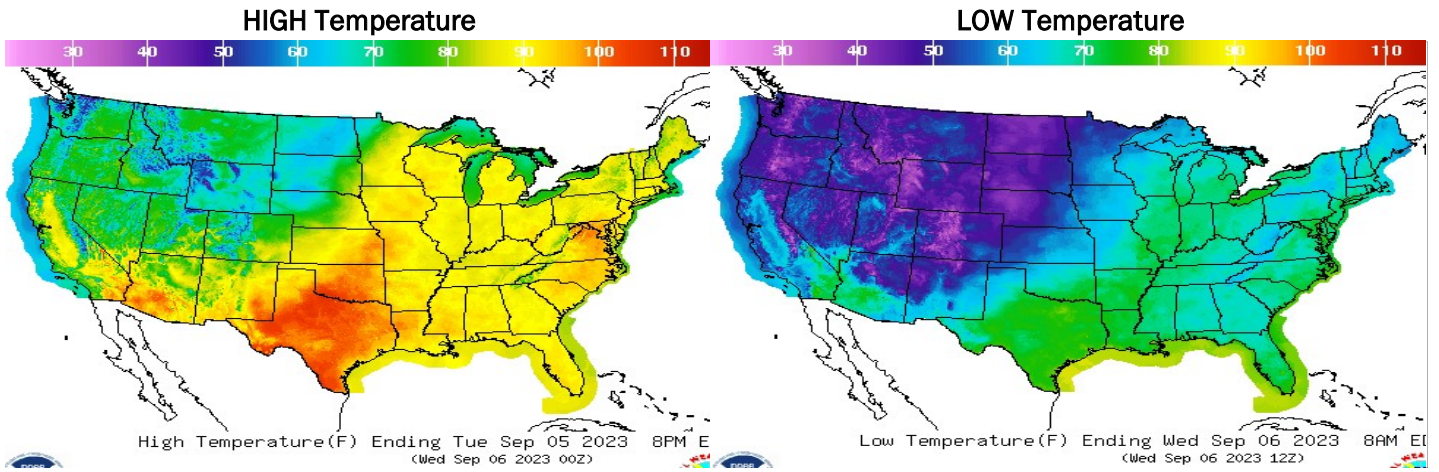 HIGH Temperature
30 40 50 60 70 80 90 100 110
High Temperature(F) Ending Tue Sep 05 2023 8PM E
(Wed Sep 06 2023 00Z)
LOW Temperature
30 40 50 60 70 80 90 100 110
Low Temperature(F) Ending Wed Sep 06 2023 8AM ED
(Wed Sep 06 2023 12Z)